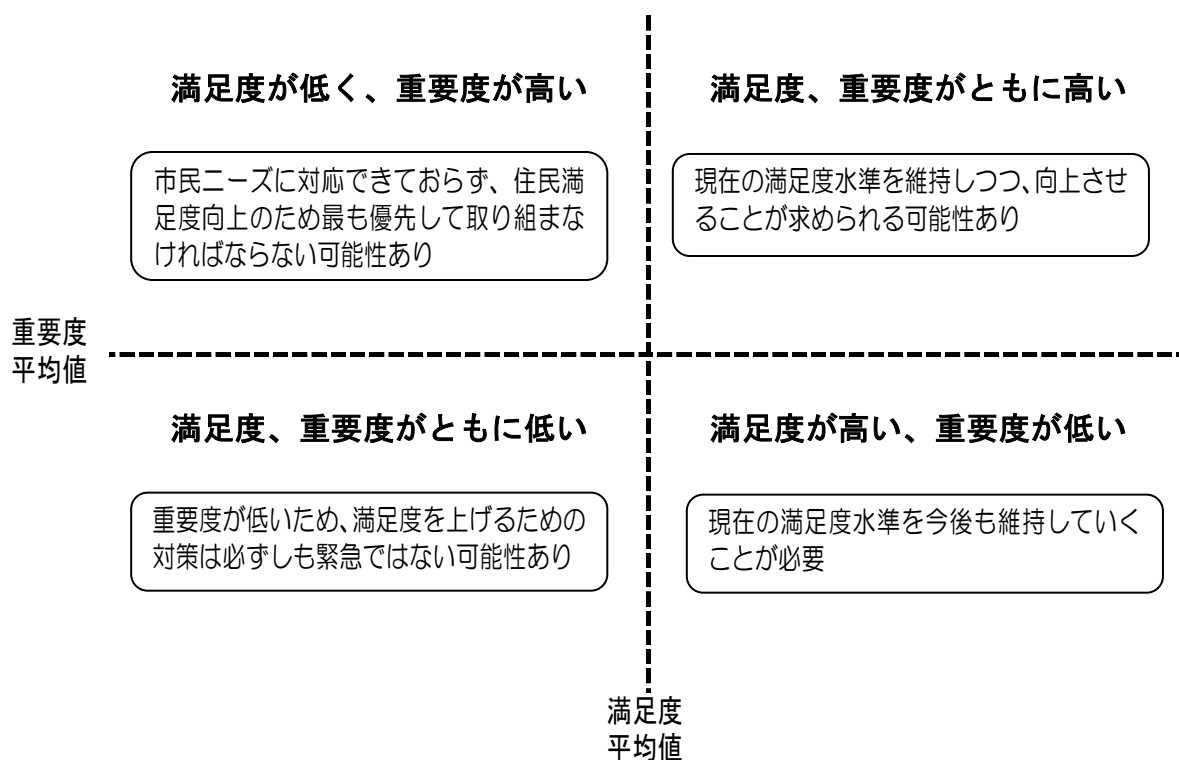 満足度が低く、重要度が高い
市民ニーズに対応できておらず、住民満
足度向上のため最も優先して取り組まな
ければならない可能性あり
満足度、重要度がともに高い
現在の満足度水準を維持しつつ、向上させ
ることが求められる可能性あり
重要度
平均値
満足度、重要度がともに低い
重要度が低いため、満足度を上げるための
対策は必ずしも緊急ではない可能性あり
満足度が高い、重要度が低い
現在の満足度水準を今後も維持していく
ことが必要
満足度
平均値